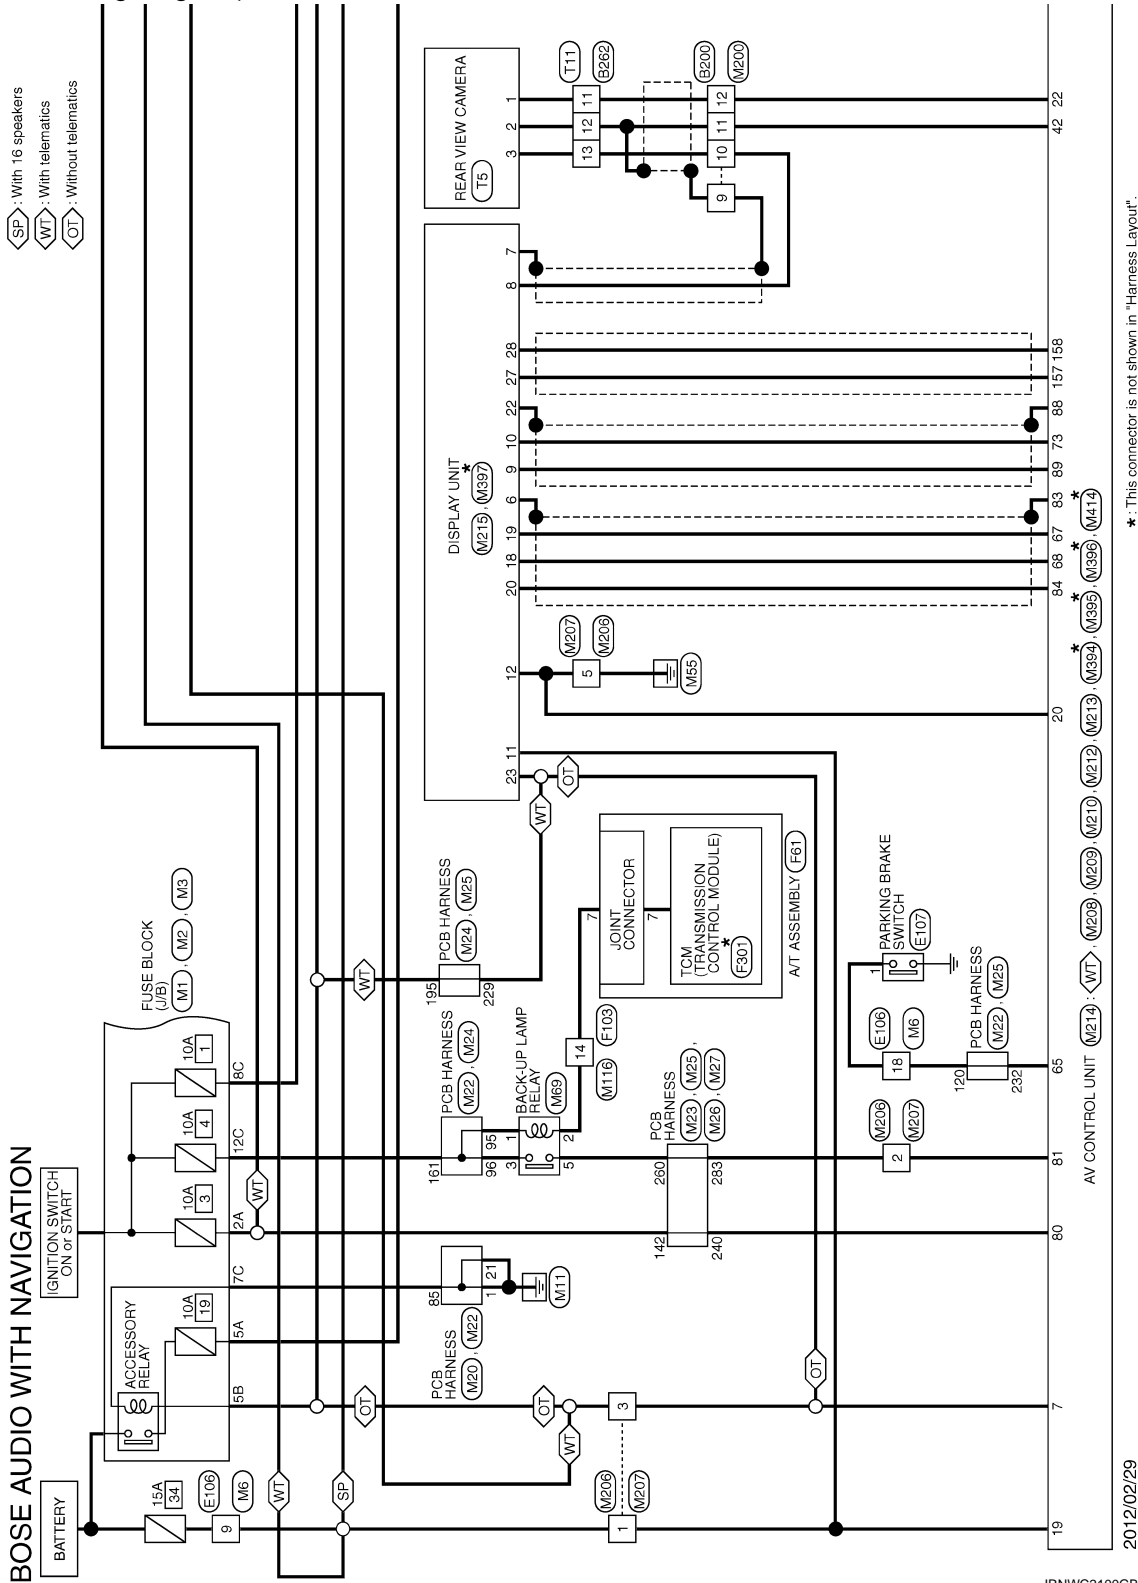 BOSE AUDIO WITH NAVIGATION
SP : With 16 speakers
WT : With telematics
OT : Without telematics
BATTERY
IGNITION SWITCH
ON or START
ACCESSORY
RELAY
10A
19
10A
3
10A
4
10A
1
FUSE BLOCK
(J/B)
M1 , M2 , M3
15A
34
E106
9
M6
5B
5A
7C
2A
12C
8C
WT
SP
WT
OT
OT
WT
WT
PCB
HARNESS
M20 , M22
85
1
21
M11
PCB HARNESS
M22 , M24
161
96
95
BACK-UP LAMP
RELAY
M69
3
1
5
2
PCB HARNESS
M24 , M25
195
229
M116
14
F103
7
JOINT
CONNECTOR
7
TCM
(TRANSMISSION
CONTROL MODULE)
*
F301
A/T ASSEMBLY F61
PCB
HARNESS
M23 , M25 ,
M26 , M27
142
260
240
283
M206
M207
1
3
OT
M206
M207
2
E106
M6
18
PARKING BRAKE
SWITCH
E107
1
PCB HARNESS
M22 , M25
120
232
DISPLAY UNIT
M215 , M397 *
23
11
12
20
18
19
6
9
10
22
27
28
8
7
WT
OT
M207
M206
5
M55
REAR VIEW CAMERA
T5
3
2
1
T11
B262
13
12
11
B200
M200
9
10
11
12
19
7
80
81
65
20
84
68
67
83
89
73
88
157
158
42
22
AV CONTROL UNIT M214 : WT , M208 , M209 , M210 , M212 , M213 , M394 * , M395 * , M396 * , M414 *
* : This connector is not shown in "Harness Layout".
2012/02/29